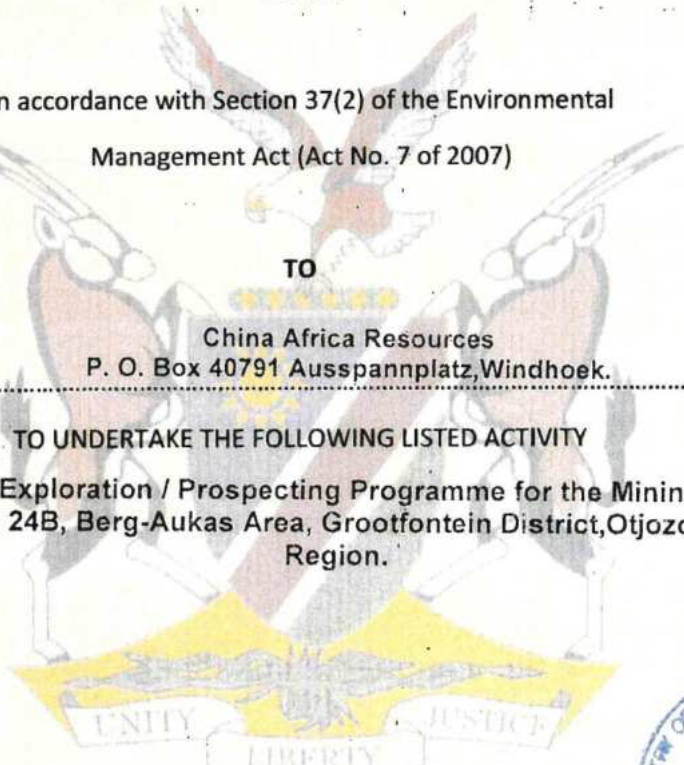 n accordance with Section 37(2) of the Environmental
Management Act (Act No. 7 of 2007)
TO
China Africa Resources
P. O. Box 40791 Ausspannplatz,Windhoek.
TO UNDERTAKE THE FOLLOWING LISTED ACTIVITY
Exploration / Prospecting Programme for the Minin
24B, Berg-Aukas Area, Grootfontein District,Otjozo
Region.
UNITY JUSTICE
LIBERTY